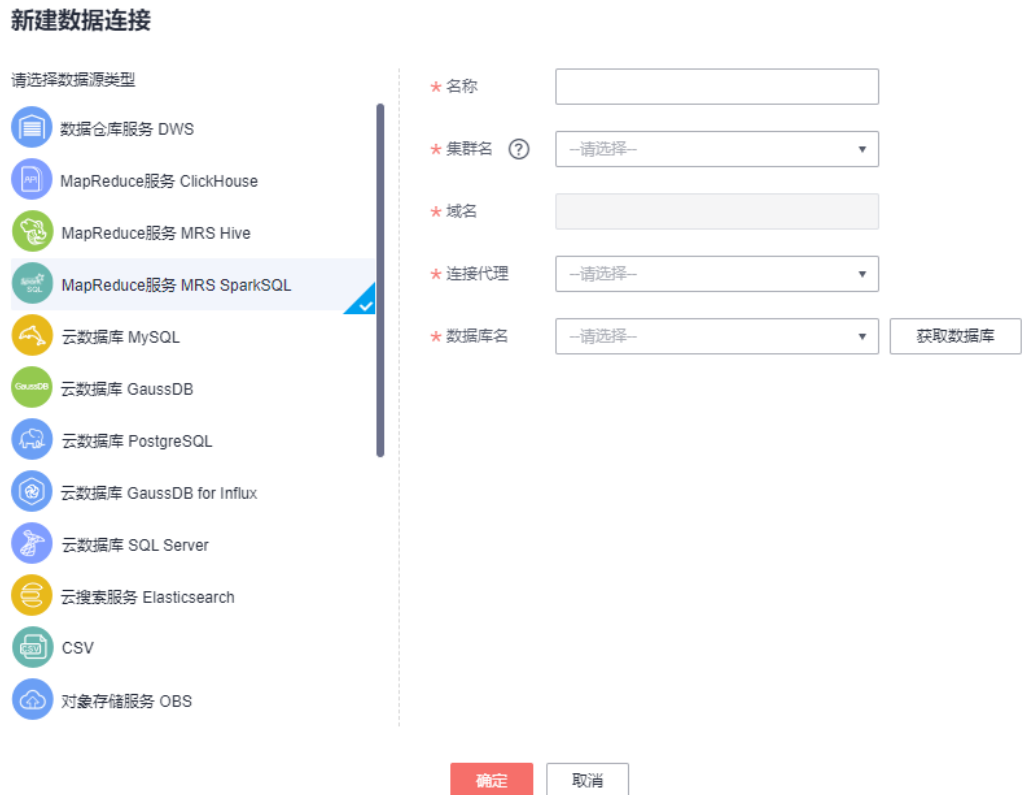 新建数据连接
请选择数据源类型
数据仓库服务 DWS
API
MapReduce服务 ClickHouse
MapReduce服务 MRS Hive
Spark
SQL
MapReduce服务 MRS SparkSQL
云数据库 MySQL
GaussDB
云数据库 GaussDB
云数据库 PostgreSQL
云数据库 GaussDB for Influx
云数据库 SQL Server
云搜索服务 Elasticsearch
CSV
CSV
对象存储服务 OBS
* 名称
* 集群名 ? --请选择--
* 域名
* 连接代理 --请选择--
* 数据库名 --请选择-- 获取数据库
确定 取消